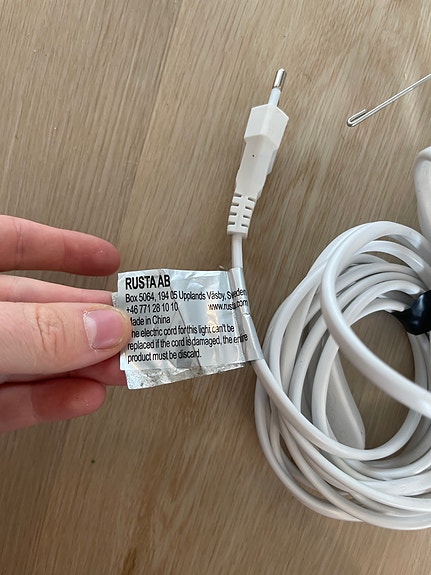 RUSTA AB
Box 5064, 194 05 Upplands Väsby, Sweden
+46 771 28 10 10 www.rusta.com
Made in China
The electric cord for this light can't be
replaced if the cord is damaged, the entire
product must be discard.